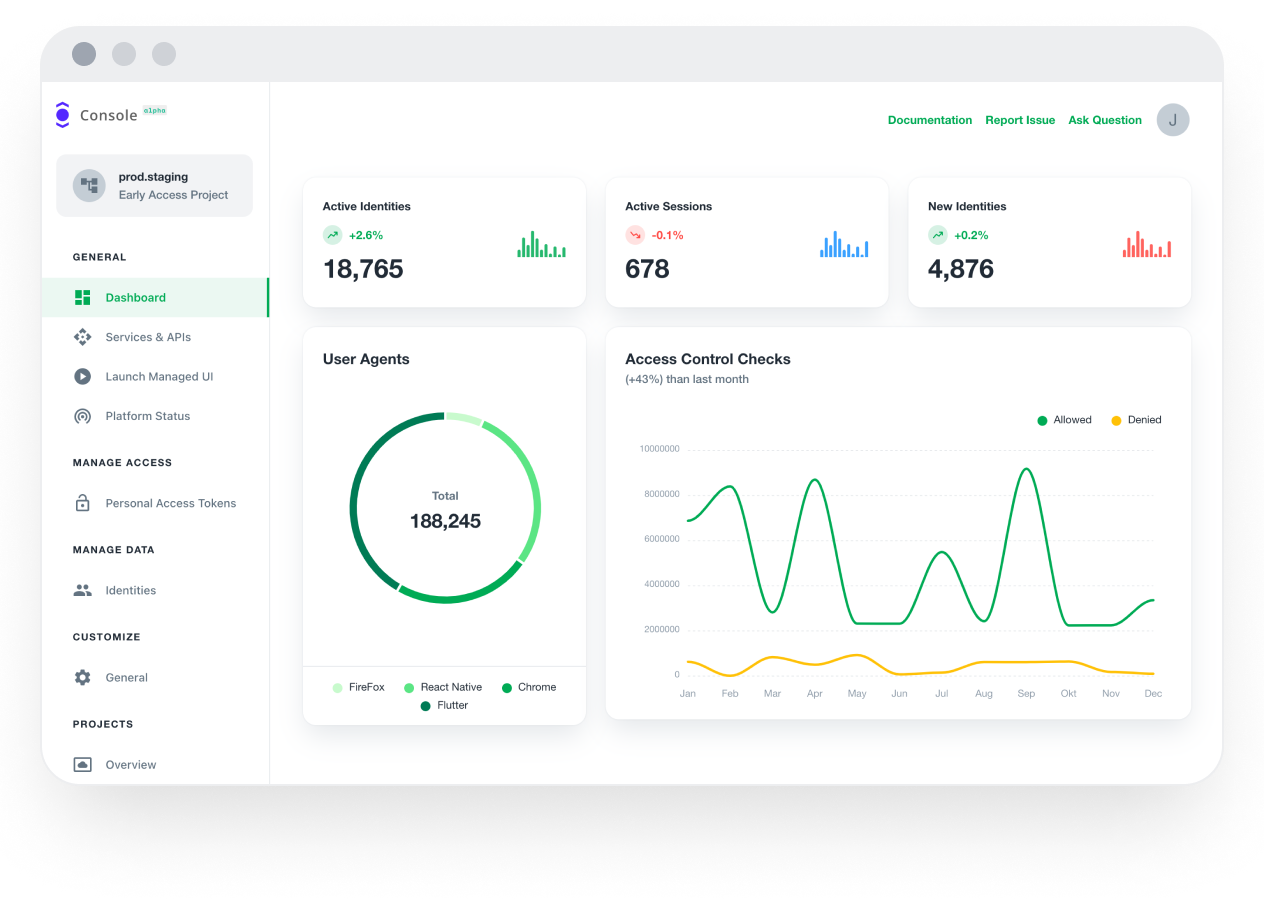 Console alpha
Documentation Report Issue Ask Question J
prod.staging
Early Access Project
GENERAL
Dashboard
Services & APIs
Launch Managed UI
Platform Status
MANAGE ACCESS
Personal Access Tokens
MANAGE DATA
Identities
CUSTOMIZE
General
PROJECTS
Overview
Active Identities
+2.6%
18,765
Active Sessions
-0.1%
678
New Identities
+0.2%
4,876
User Agents
Total
188,245
FireFox React Native Chrome
Flutter
Access Control Checks
(+43%) than last month
Allowed Denied
10000000
8000000
6000000
4000000
2000000
0
Jan Feb Mar Apr May Jun Jul Aug Sep Okt Nov Dec